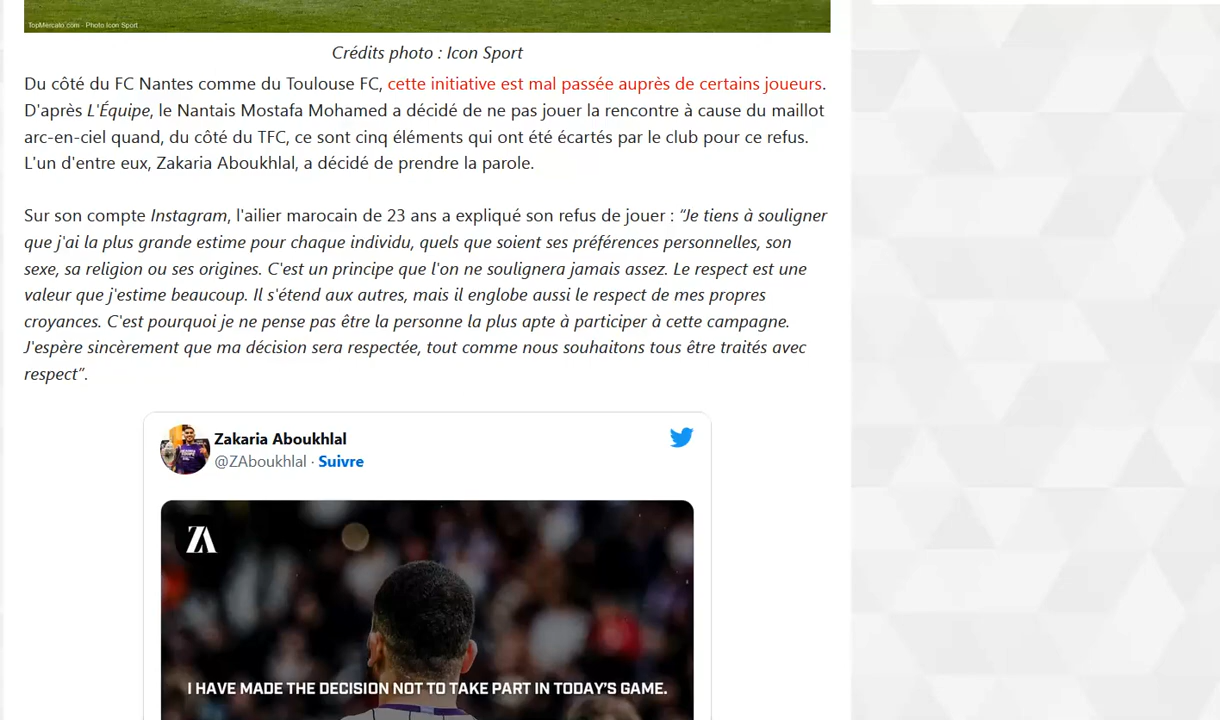 TopMercato.com - Photo Icon Sport
Crédits photo : Icon Sport
Du côté du FC Nantes comme du Toulouse FC, cette initiative est mal passée auprès de certains joueurs.
D'après L'Équipe, le Nantais Mostafa Mohamed a décidé de ne pas jouer la rencontre à cause du maillot
arc-en-ciel quand, du côté du TFC, ce sont cinq éléments qui ont été écartés par le club pour ce refus.
L'un d'entre eux, Zakaria Aboukhlal, a décidé de prendre la parole.
Sur son compte Instagram, l'ailier marocain de 23 ans a expliqué son refus de jouer : “Je tiens à souligner
que j'ai la plus grande estime pour chaque individu, quels que soient ses préférences personnelles, son
sexe, sa religion ou ses origines. C'est un principe que l'on ne soulignera jamais assez. Le respect est une
valeur que j'estime beaucoup. Il s'étend aux autres, mais il englobe aussi le respect de mes propres
croyances. C'est pourquoi je ne pense pas être la personne la plus apte à participer à cette campagne.
J'espère sincèrement que ma décision sera respectée, tout comme nous souhaitons tous être traités avec
respect”.
Zakaria Aboukhlal
@ZAboukhlal · Suivre
ZA
I HAVE MADE THE DECISION NOT TO TAKE PART IN TODAY'S GAME.